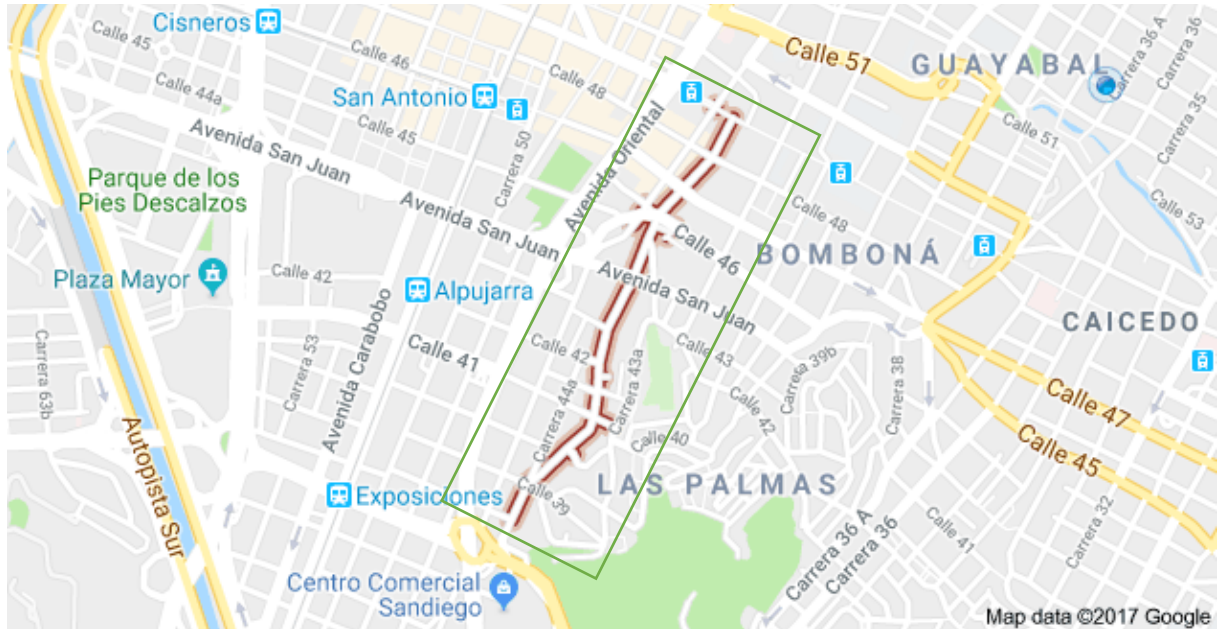 Cisneros
Calle 45
Calle 46
Calle 44a
San Antonio
Calle 48
Calle 45
Avenida San Juan
Carrera 50
Avenida Oriental
Calle 51
GUAYABAL
Carrera 36 A
Carrera 36
Carrera 35
Calle 51
Calle 53
Parque de los
Pies Descalzos
Avenida San Juan
Calle 48
Calle 46
BOMBONÁ
Plaza Mayor
Calle 42
Alpujarra
Avenida San Juan
CAICEDO
Carrera 63b
Carrera 53
Avenida Carabobo
Calle 41
Calle 42
Carrera 44a
Carrera 43a
Calle 43
Carrera 39b
Carrera 38
Calle 42
Calle 47
Calle 40
Calle 45
Autopista Sur
Exposiciones
Calle 39
LAS PALMAS
Carrera 36 A
Carrera 36
Calle 41
Carrera 32
Centro Comercial
Sandiego
Map data ©2017 Google